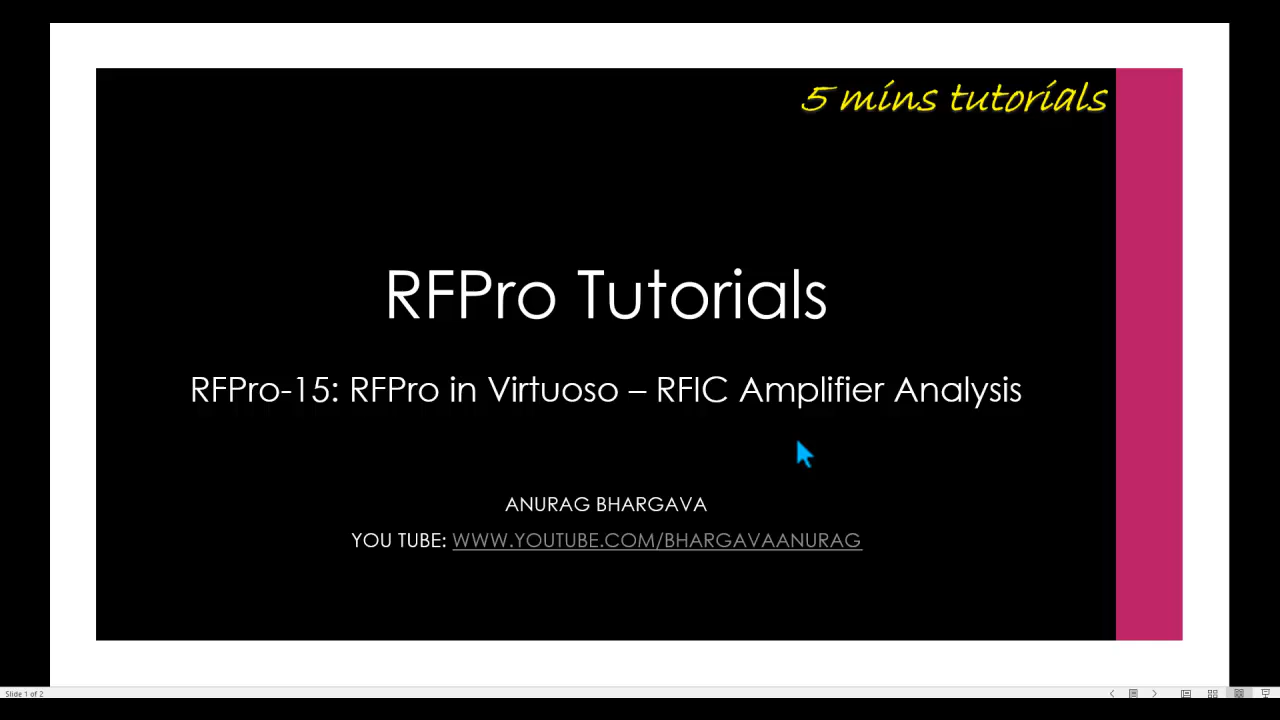 5 mins tutorials
RFPro Tutorials
RFPro-15: RFPro in Virtuoso – RFIC Amplifier Analysis
ANURAG BHARGAVA
YOU TUBE: WWW.YOUTUBE.COM/BHARGAVAANURAG
Slide 1 of 2